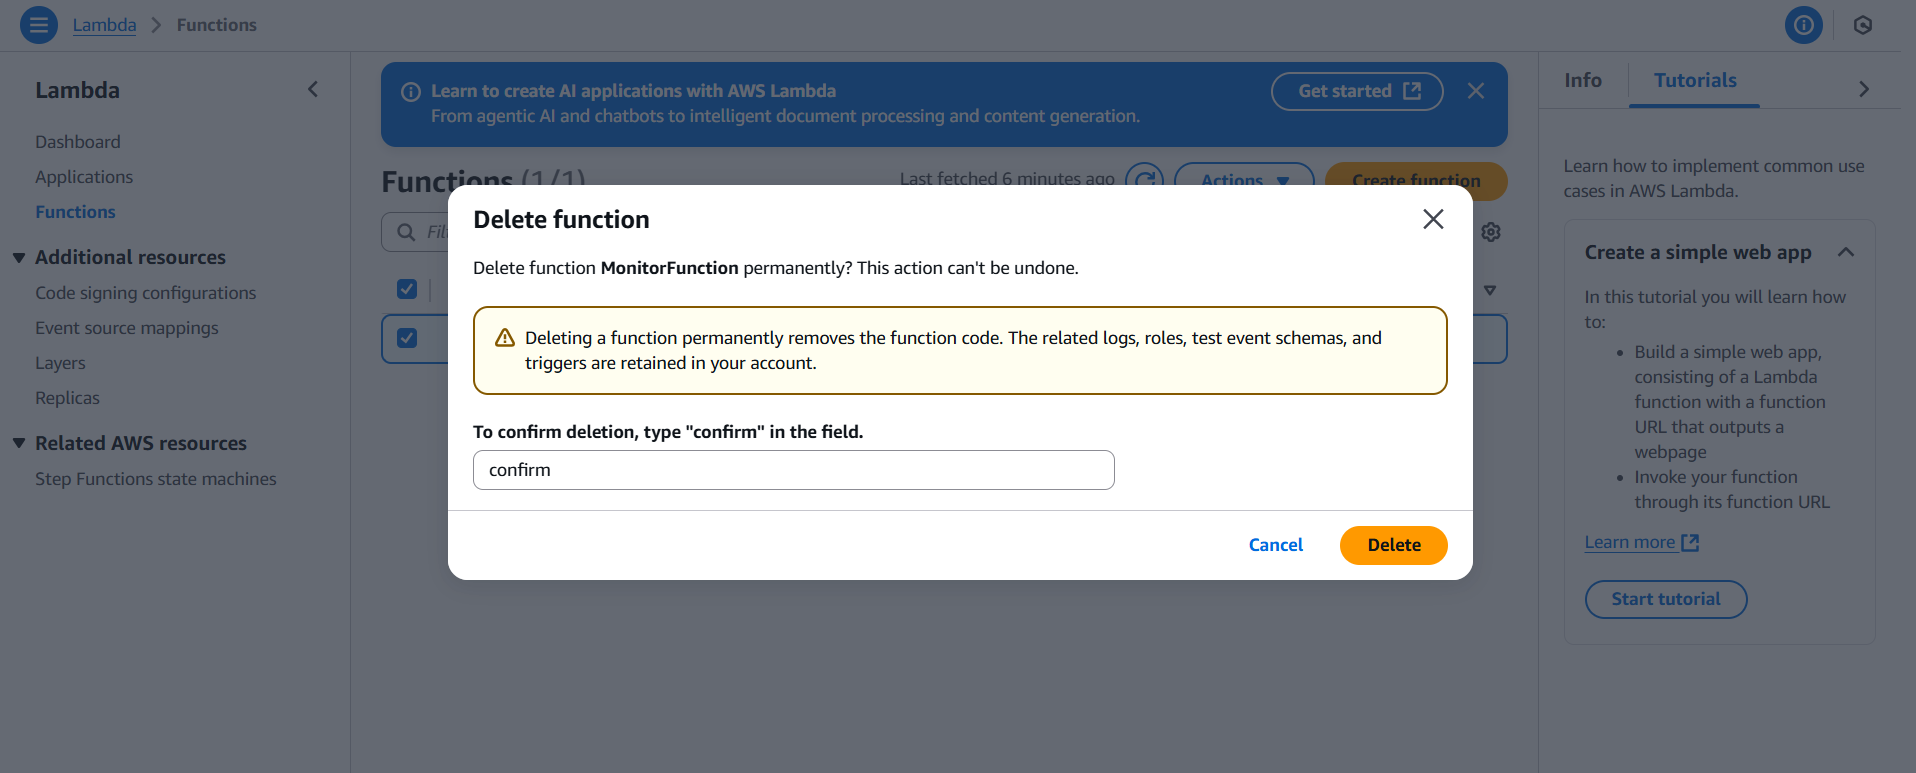 Lambda
Functions
Lambda
Dashboard
Applications
Functions
Additional resources
Code signing configurations
Event source mappings
Layers
Replicas
Related AWS resources
Step Functions state machines
Learn to create AI applications with AWS Lambda
From agentic AI and chatbots to intelligent document processing and content generation.
Get started
Functions (1/1)
Last fetched 6 minutes ago
Actions
Create function
Delete function
Delete function MonitorFunction permanently? This action can't be undone.
Deleting a function permanently removes the function code. The related logs, roles, test event schemas, and
triggers are retained in your account.
To confirm deletion, type "confirm" in the field.
confirm
Cancel
Delete
Info
Tutorials
Learn how to implement common use
cases in AWS Lambda.
Create a simple web app
In this tutorial you will learn how
to:
• Build a simple web app,
consisting of a Lambda
function with a function
URL that outputs a
webpage
• Invoke your function
through its function URL
Learn more
Start tutorial